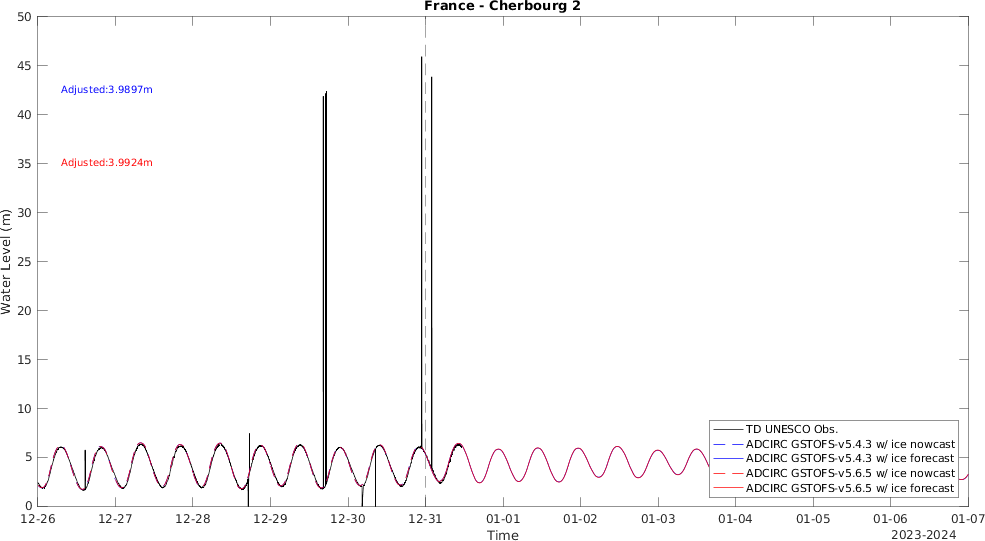 France - Cherbourg 2
50
45
40
35
30
25
20
15
10
5
0
Water Level (m)
Adjusted:3.9897m
Adjusted:3.9924m
TD UNESCO Obs.
ADCIRC GSTOFS-v5.4.3 w/ ice nowcast
ADCIRC GSTOFS-v5.4.3 w/ ice forecast
ADCIRC GSTOFS-v5.6.5 w/ ice nowcast
ADCIRC GSTOFS-v5.6.5 w/ ice forecast
12-26 12-27 12-28 12-29 12-30 12-31 01-01 01-02 01-03 01-04 01-05 01-06 01-07
Time
2023-2024